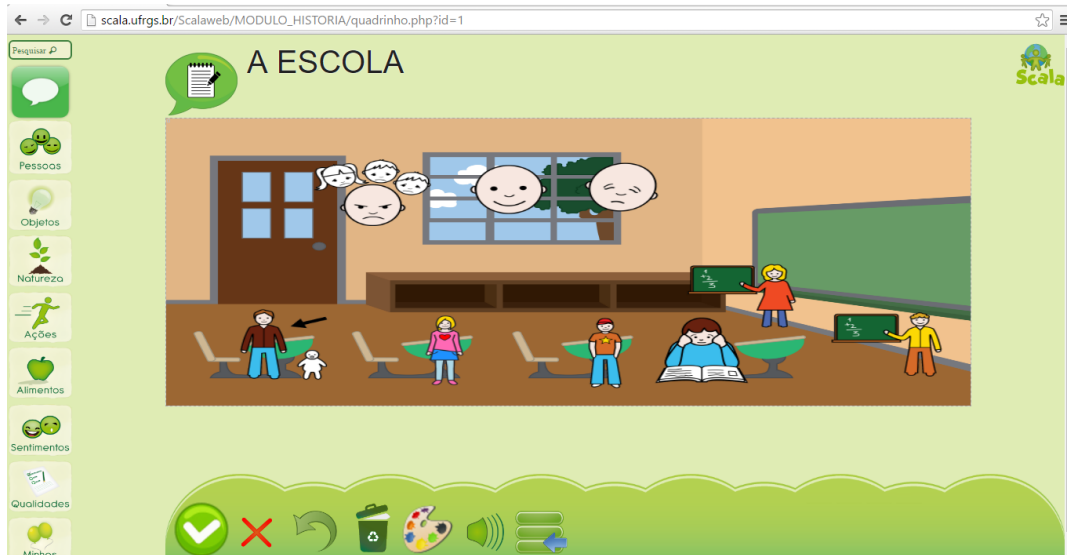 scala.ufrgs.br/Scalaweb/MODULO_HISTORIA/quadrinho.php?id=1
Pesquisar
A ESCOLA
Scala
Pessoas
Objetos
Natureza
Ações
Alimentos
Sentimentos
Qualidades
Minhas